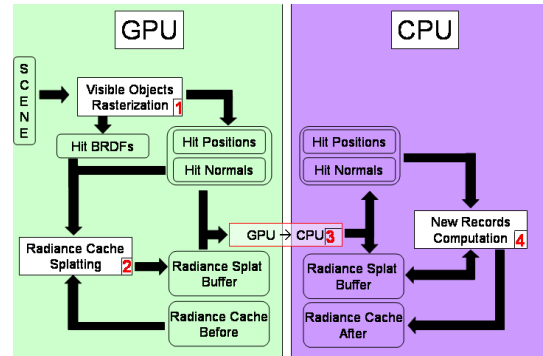 GPU
CPU
S
C
E
N
E
Visible Objects
Rasterization 1
Hit BRDFs
Hit Positions
Hit Normals
Hit Positions
Hit Normals
GPU → CPU 3
New Records
Computation 4
Radiance Cache
Splatting 2
Radiance Splat
Buffer
Radiance Splat
Buffer
Radiance Cache
Before
Radiance Cache
After